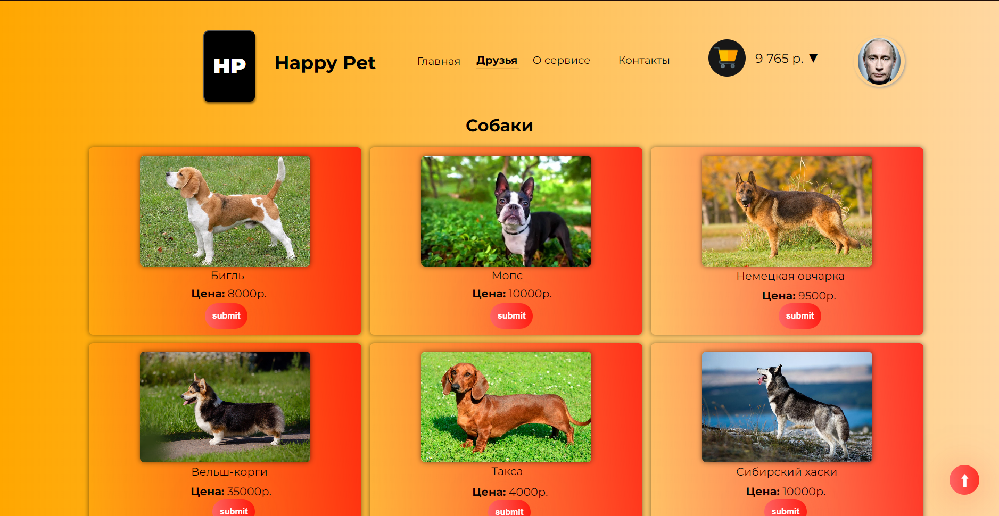 HP
Happy Pet
Главная Друзья О сервисе Контакты
9 765 р. ▼
Собаки
Бигль
Цена: 8000р.
submit
Мопс
Цена: 10000р.
submit
Немецкая овчарка
Цена: 9500р.
submit
Вельш-корги
Цена: 35000р.
submit
Такса
Цена: 4000р.
submit
Сибирский хаски
Цена: 10000р.
submit